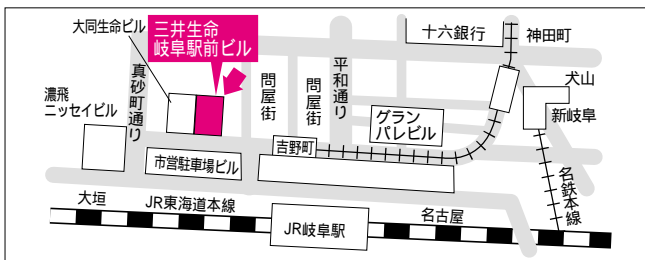 大同生命ビル
三井生命
岐阜駅前ビル
十六銀行
神田町
犬山
新岐阜
真砂町通り
問屋街
問屋街
平和通り
濃飛
ニッセイビル
グラン
パレビル
吉野町
市営駐車場ビル
名鉄本線
大垣
JR東海道本線
JR岐阜駅
名古屋